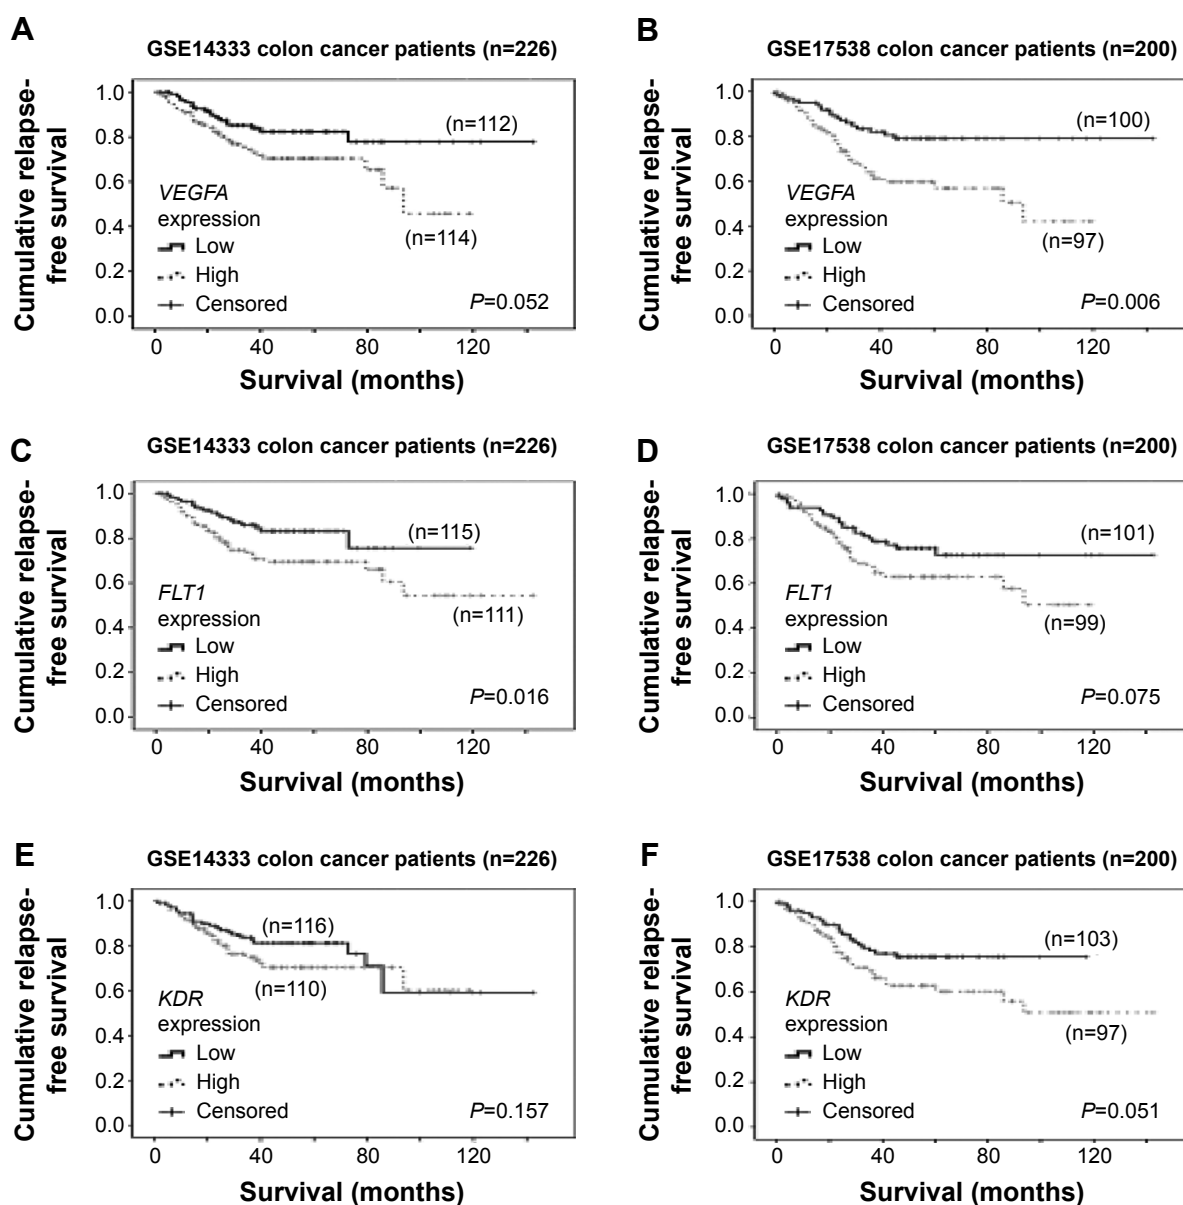 A
GSE14333 colon cancer patients (n=226)
Cumulative relapse-
free survival
1.0
0.8
0.6
0.4
0.2
0.0
(n=112)
(n=114)
VEGFA
expression
Low
High
Censored
P=0.052
0 40 80 120
Survival (months)
B
GSE17538 colon cancer patients (n=200)
Cumulative relapse-
free survival
1.0
0.8
0.6
0.4
0.2
0.0
(n=100)
(n=97)
VEGFA
expression
Low
High
Censored
P=0.006
0 40 80 120
Survival (months)
C
GSE14333 colon cancer patients (n=226)
Cumulative relapse-
free survival
1.0
0.8
0.6
0.4
0.2
0.0
(n=115)
(n=111)
FLT1
expression
Low
High
Censored
P=0.016
0 40 80 120
Survival (months)
D
GSE17538 colon cancer patients (n=200)
Cumulative relapse-
free survival
1.0
0.8
0.6
0.4
0.2
0.0
(n=101)
(n=99)
FLT1
expression
Low
High
Censored
P=0.075
0 40 80 120
Survival (months)
E
GSE14333 colon cancer patients (n=226)
Cumulative relapse-
free survival
1.0
0.8
0.6
0.4
0.2
0.0
(n=116)
(n=110)
KDR
expression
Low
High
Censored
P=0.157
0 40 80 120
Survival (months)
F
GSE17538 colon cancer patients (n=200)
Cumulative relapse-
free survival
1.0
0.8
0.6
0.4
0.2
0.0
(n=103)
(n=97)
KDR
expression
Low
High
Censored
P=0.051
0 40 80 120
Survival (months)